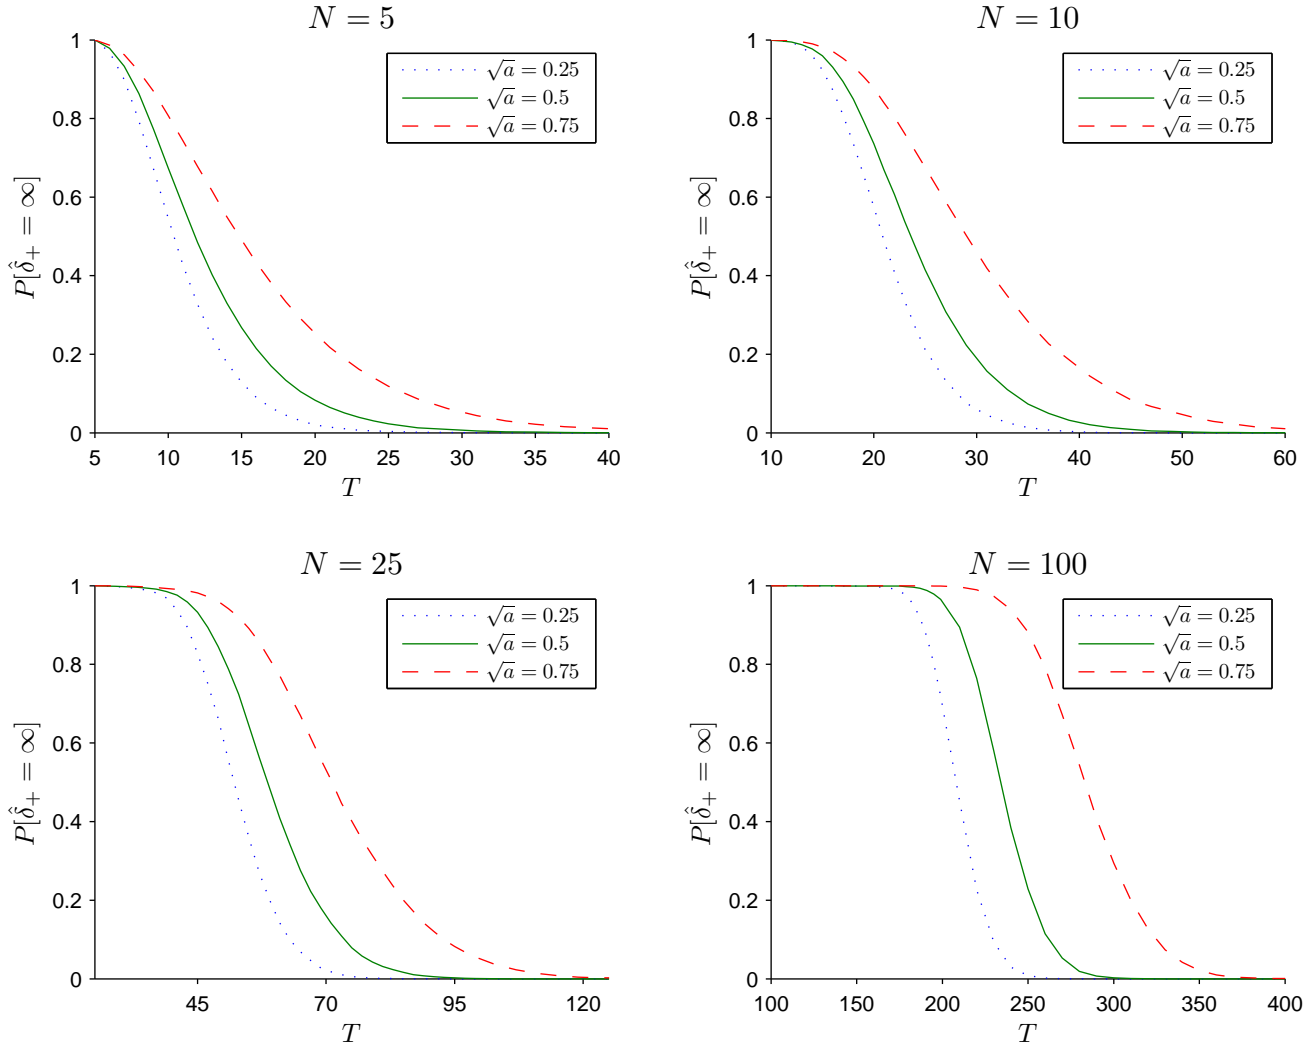 N = 5
√a = 0.25
√a = 0.5
√a = 0.75
1
0.8
0.6
0.4
0.2
0
P[δ̂₊ = ∞]
5 10 15 20 25 30 35 40
T
N = 10
√a = 0.25
√a = 0.5
√a = 0.75
1
0.8
0.6
0.4
0.2
0
P[δ̂₊ = ∞]
10 20 30 40 50 60
T
N = 25
√a = 0.25
√a = 0.5
√a = 0.75
1
0.8
0.6
0.4
0.2
0
P[δ̂₊ = ∞]
45 70 95 120
T
N = 100
√a = 0.25
√a = 0.5
√a = 0.75
1
0.8
0.6
0.4
0.2
0
P[δ̂₊ = ∞]
100 150 200 250 300 350 400
T